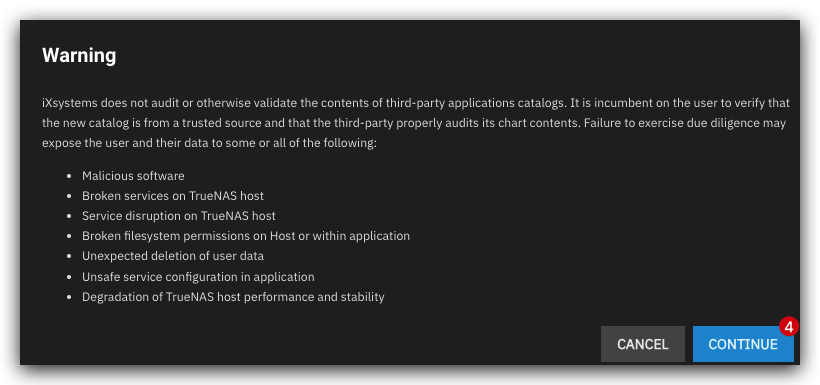 Warning
iXsystems does not audit or otherwise validate the contents of third-party applications catalogs. It is incumbent on the user to verify that
the new catalog is from a trusted source and that the third-party properly audits its chart contents. Failure to exercise due diligence may
expose the user and their data to some or all of the following:
• Malicious software
• Broken services on TrueNAS host
• Service disruption on TrueNAS host
• Broken filesystem permissions on Host or within application
• Unexpected deletion of user data
• Unsafe service configuration in application
• Degradation of TrueNAS host performance and stability
4
CANCEL CONTINUE